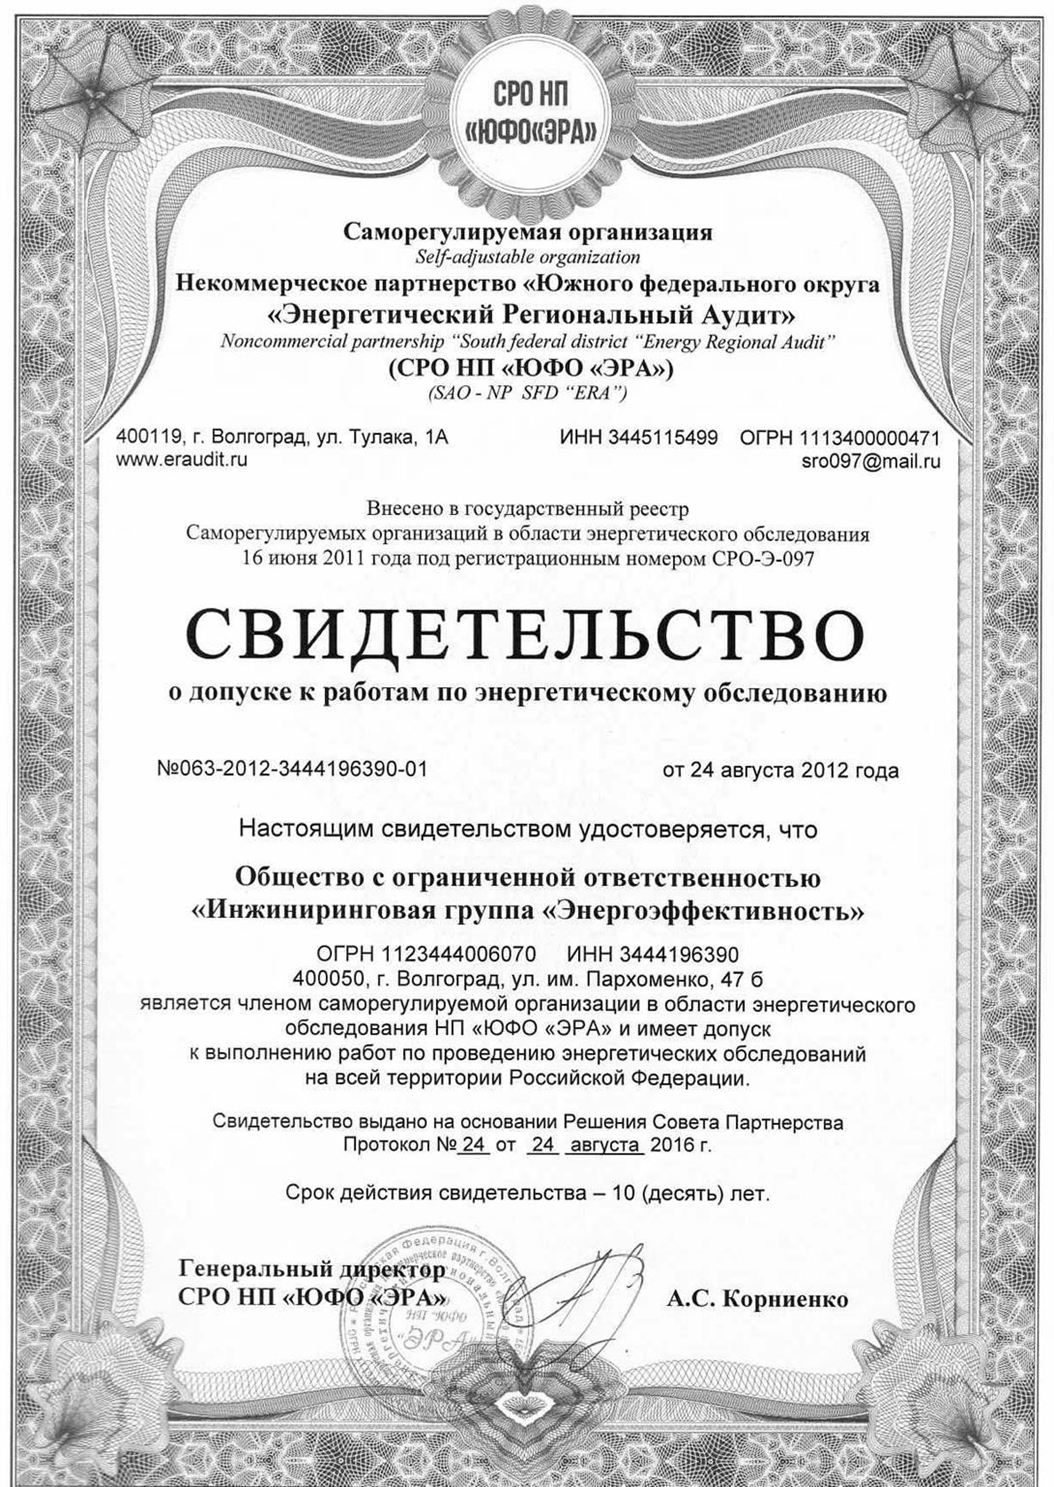 СРО НП
«ЮФО«ЭРА»
Саморегулируемая организация
Self-adjustable organization
Некоммерческое партнерство «Южного федерального округа
«Энергетический Региональный Аудит»
Noncommercial partnership “South federal district “Energy Regional Audit”
(СРО НП «ЮФО «ЭРА»)
(SAO - NP SFD “ERA”)
400119, г. Волгоград, ул. Тулака, 1А ИНН 3445115499 ОГРН 1113400000471
www.eraudit.ru sro097@mail.ru
Внесено в государственный реестр
Саморегулируемых организаций в области энергетического обследования
16 июня 2011 года под регистрационным номером СРО-Э-097
СВИДЕТЕЛЬСТВО
о допуске к работам по энергетическому обследованию
№063-2012-3444196390-01 от 24 августа 2012 года
Настоящим свидетельством удостоверяется, что
Общество с ограниченной ответственностью
«Инжиниринговая группа «Энергоэффективность»
ОГРН 1123444006070 ИНН 3444196390
400050, г. Волгоград, ул. им. Пархоменко, 47 б
является членом саморегулируемой организации в области энергетического
обследования НП «ЮФО «ЭРА» и имеет допуск
к выполнению работ по проведению энергетических обследований
на всей территории Российской Федерации.
Свидетельство выдано на основании Решения Совета Партнерства
Протокол № 24 от 24 августа 2016 г.
Срок действия свидетельства – 10 (десять) лет.
Генеральный директор
СРО НП «ЮФО «ЭРА» А.С. Корниенко
НП "ЮФО
"ЭРА"